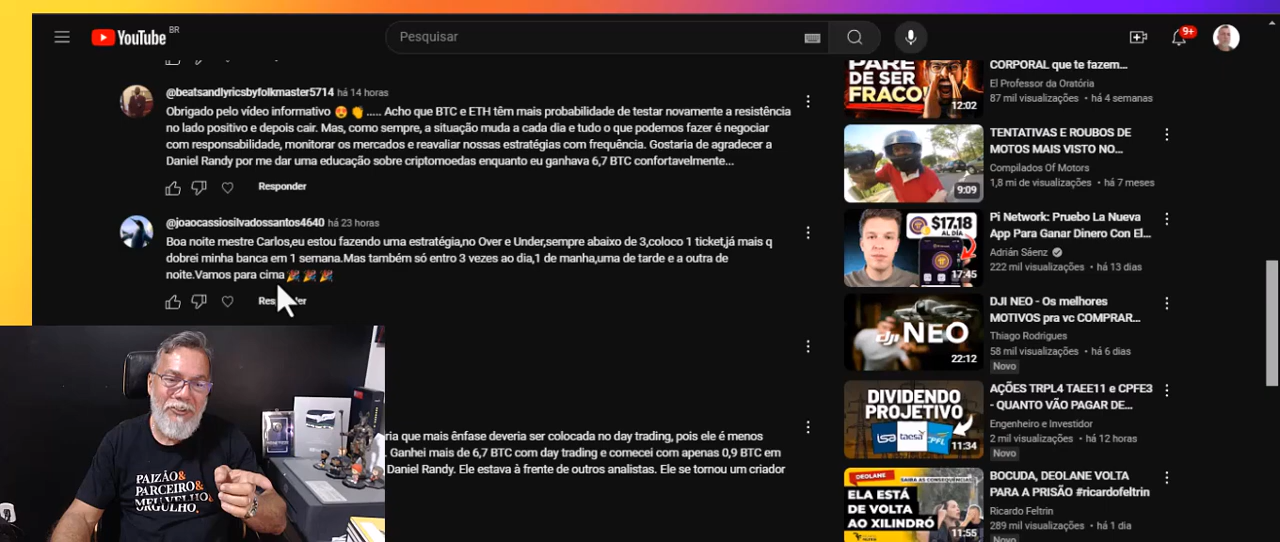 YouTube BR
Pesquisar
9+
@beatsandlyricsbyfolkmaster5714 há 14 horas
Obrigado pelo vídeo informativo 😍 👏 ..... Acho que BTC e ETH têm mais probabilidade de testar novamente a resistência
no lado positivo e depois cair. Mas, como sempre, a situação muda a cada dia e tudo o que podemos fazer é negociar
com responsabilidade, monitorar os mercados e reavaliar nossas estratégias com frequência. Gostaria de agradecer a
Daniel Randy por me dar uma educação sobre criptomoedas enquanto eu ganhava 6,7 BTC confortavelmente...
Responder
@joaocassiosilvadossantos4640 há 23 horas
Boa noite mestre Carlos,eu estou fazendo uma estratégia,no Over e Under,sempre abaixo de 3,coloco 1 ticket,já mais q
dobrei minha banca em 1 semana.Mas também só entro 3 vezes ao dia,1 de manha,uma de tarde e a outra de
noite.Vamos para cima🎉🎉🎉
Responder
ria que mais ênfase deveria ser colocada no day trading, pois ele é menos
. Ganhei mais de 6,7 BTC com day trading e comecei com apenas 0,9 BTC em
Daniel Randy. Ele estava à frente de outros analistas. Ele se tornou um criador
PAIZÃO&
PARCEIRO&
MEU VELHO
ORGULHO.
PARE
DE SER
FRACO!
12:02
CORPORAL que te fazem...
El Professor da Oratória
87 mil visualizações • há 4 semanas
9:09
TENTATIVAS E ROUBOS DE
MOTOS MAIS VISTO NO...
Compilados Of Motors
1,8 mi de visualizações • há 7 meses
$17.18
AL DÍA
17:45
Pi Network: Pruebo La Nueva
App Para Ganar Dinero Con El...
Adrián Sáenz
222 mil visualizações • há 13 dias
dji NEO
22:12
DJI NEO - Os melhores
MOTIVOS pra vc COMPRAR...
Thiago Rodrigues
58 mil visualizações • há 6 dias
Novo
DIVIDENDO
PROJETIVO
isa taesa CPFL
11:34
AÇÕES TRPL4 TAEE11 e CPFE3
- QUANTO VÃO PAGAR DE...
Engenheiro e Investidor
2 mil visualizações • há 12 horas
Novo
DEOLANE
SAIBA AS CONSEQUÊNCIAS
ELA ESTÁ
DE VOLTA
AO XILINDRÓ
11:55
BOCUDA, DEOLANE VOLTA
PARA A PRISÃO #ricardofeltrin
Ricardo Feltrin
289 mil visualizações • há 1 dia
Novo